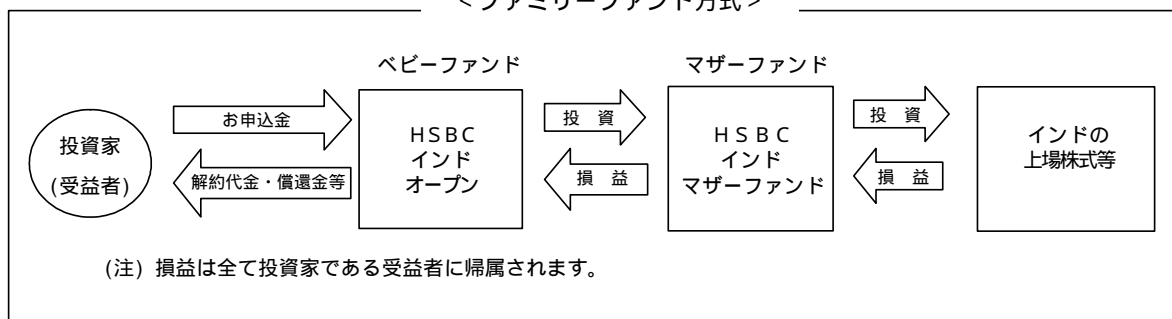 <ファミリーファンド方式>
ベビーファンド
マザーファンド
投資家
(受益者)
お申込金
解約代金・償還金等
HSBC
インド
オープン
投 資
損 益
HSBC
インド
マザーファンド
投 資
損 益
インドの
上場株式等
(注) 損益は全て投資家である受益者に帰属されます。